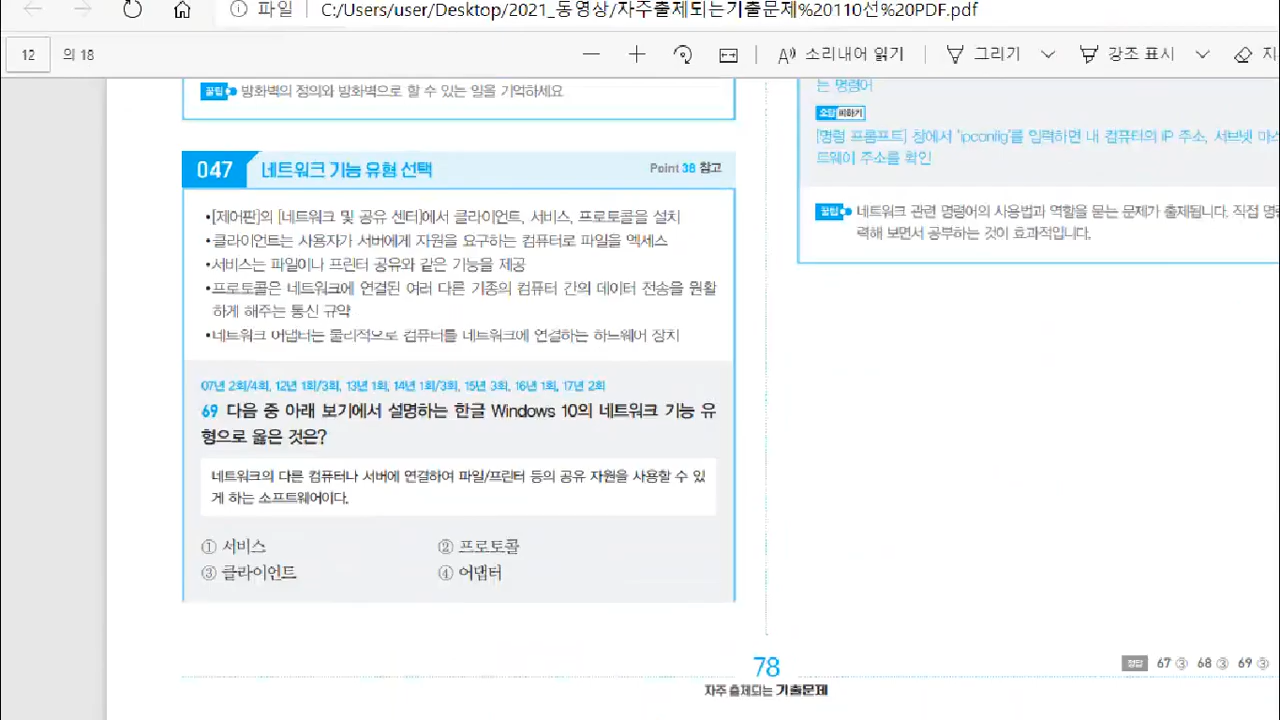 파일 C:/Users/user/Desktop/2021_동영상/자주출제되는기출문제%20110선%20PDF.pdf
12 의 18 소리내어 읽기 그리기 강조 표시
꿀팁 방화벽의 정의와 방화벽으로 할 수 있는 일을 기억하세요
047 네트워크 기능 유형 선택 Point 38 참고
•[제어판]의 [네트워크 및 공유 센터]에서 클라이언트, 서비스, 프로토콜을 설치
•클라이언트는 사용자가 서버에게 자원을 요구하는 컴퓨터로 파일을 엑세스
•서비스는 파일이나 프린터 공유와 같은 기능을 제공
•프로토콜은 네트워크에 연결된 여러 다른 기종의 컴퓨터 간의 데이터 전송을 원활
하게 해주는 통신 규약
•네트워크 어댑터는 물리적으로 컴퓨터를 네트워크에 연결하는 하드웨어 장치
07년 2회/4회, 12년 1회/3회, 13년 1회, 14년 1회/3회, 15년 3회, 16년 1회, 17년 2회
69 다음 중 아래 보기에서 설명하는 한글 Windows 10의 네트워크 기능 유
형으로 옳은 것은?
네트워크의 다른 컴퓨터나 서버에 연결하여 파일/프린터 등의 공유 자원을 사용할 수 있
게 하는 소프트웨어이다.
① 서비스 ② 프로토콜
③ 클라이언트 ④ 어댑터
는 명령어
오답 피하기
[명령 프롬프트] 창에서 'ipconfig'를 입력하면 내 컴퓨터의 IP 주소, 서브넷 마스
트웨이 주소를 확인
꿀팁 네트워크 관련 명령어의 사용법과 역할을 묻는 문제가 출제됩니다. 직접 명령
력해 보면서 공부하는 것이 효과적입니다.
정답 67 ③ 68 ③ 69 ③
78
자주 출제되는 기출문제